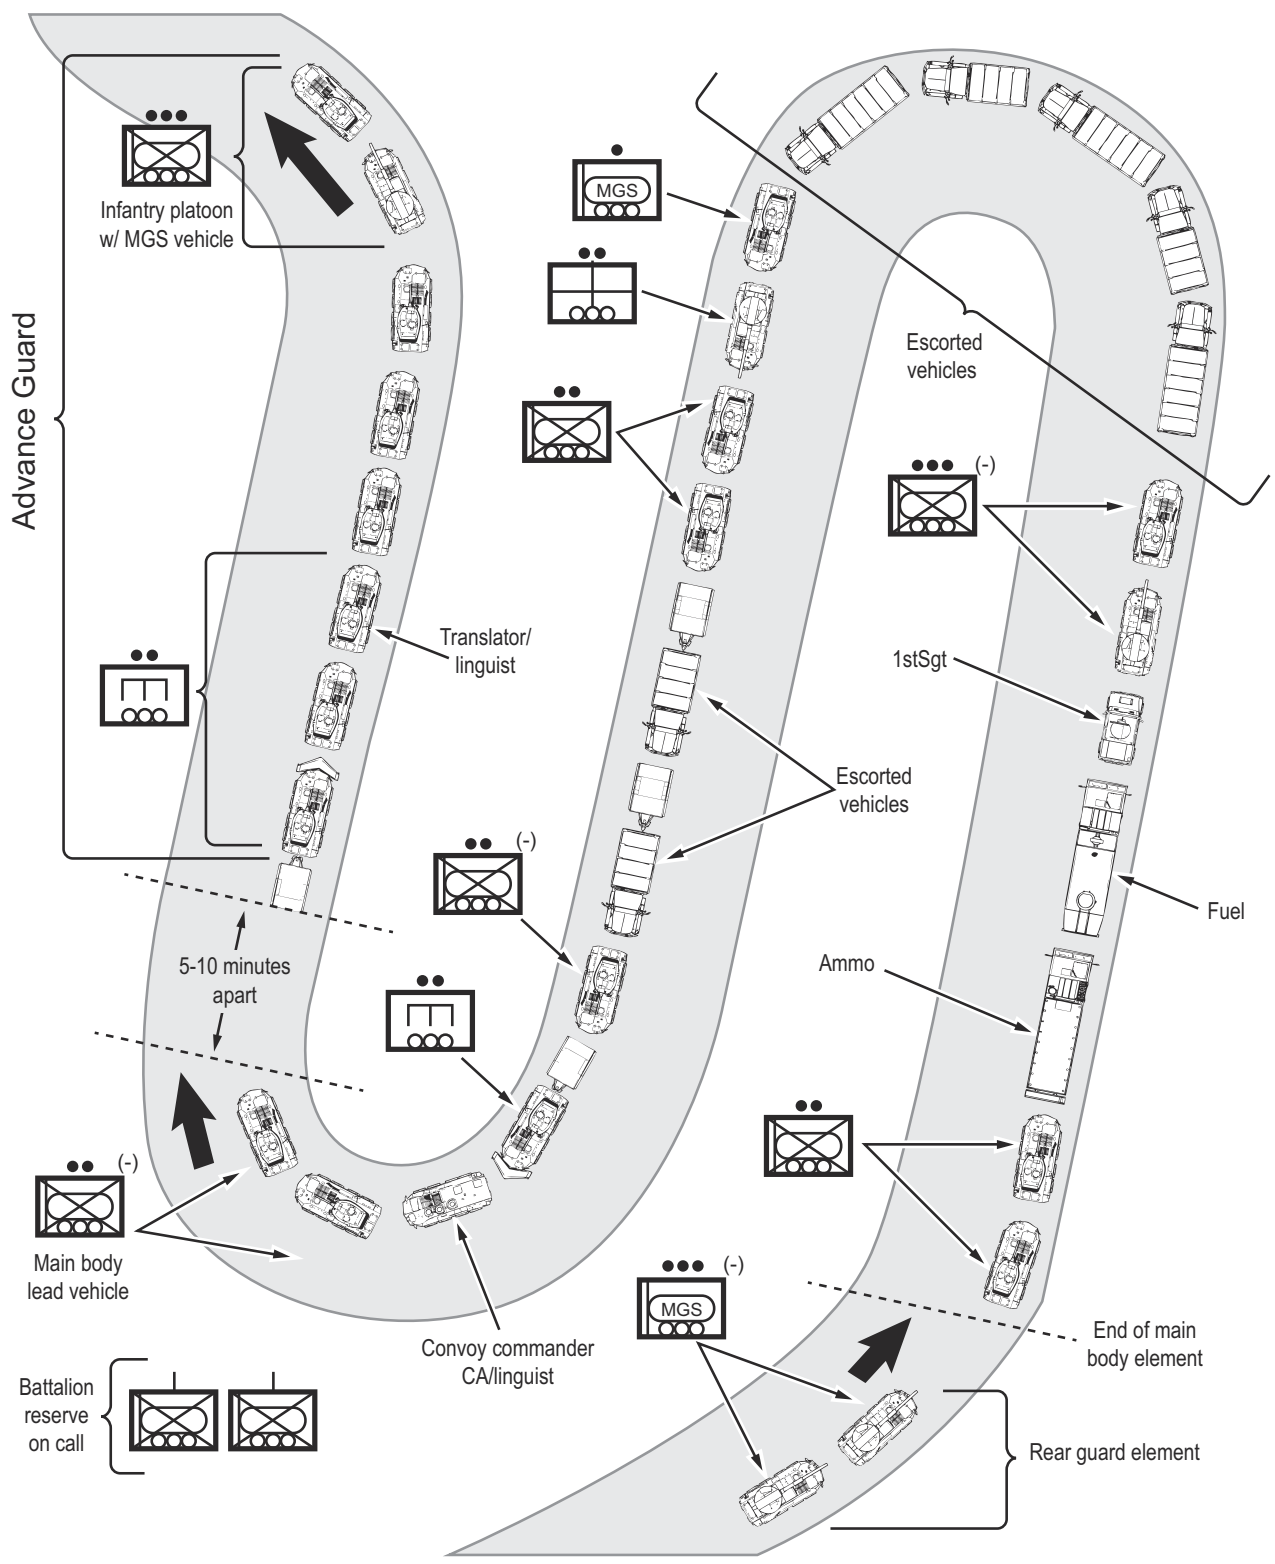 Advance Guard
Infantry platoon
w/ MGS vehicle
Translator/
linguist
5-10 minutes
apart
(-)
Main body
lead vehicle
Battalion
reserve
on call
Convoy commander
CA/linguist
(-)
MGS
Escorted
vehicles
Escorted
vehicles
(-)
1stSgt
Fuel
Ammo
(-)
MGS
End of main
body element
Rear guard element